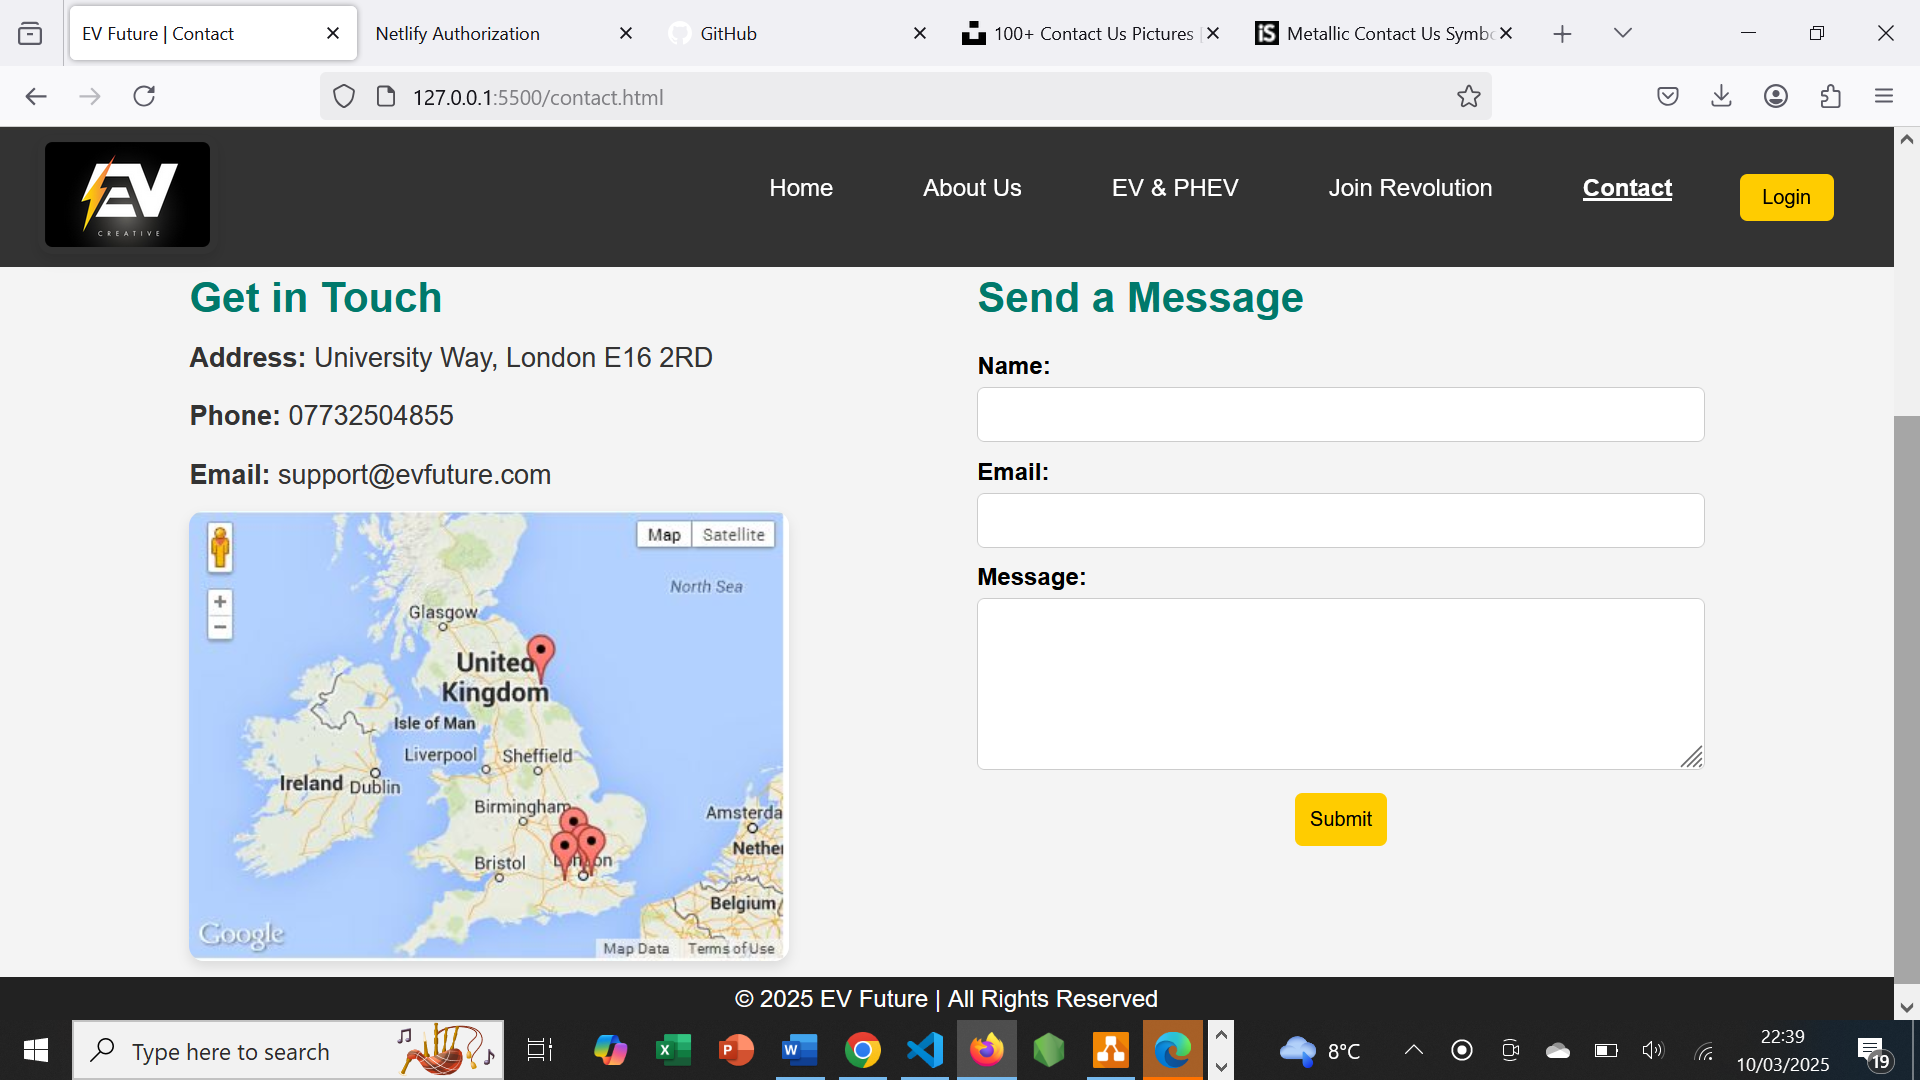 EV Future | Contact
Netlify Authorization
GitHub
100+ Contact Us Pictures |
Metallic Contact Us Symbo
127.0.0.1:5500/contact.html
EV
CREATIVE
Home
About Us
EV & PHEV
Join Revolution
Contact
Login
Get in Touch
Address: University Way, London E16 2RD
Phone: 07732504855
Email: support@evfuture.com
Map
Satellite
North Sea
Glasgow
United
Kingdom
Isle of Man
Liverpool
Sheffield
Ireland
Dublin
Birmingham
Amsterda
Nether
Bristol
London
Belgium
Google
Map Data
Terms of Use
Send a Message
Name:
Email:
Message:
Submit
© 2025 EV Future | All Rights Reserved
Type here to search
8°C
22:39
10/03/2025
19